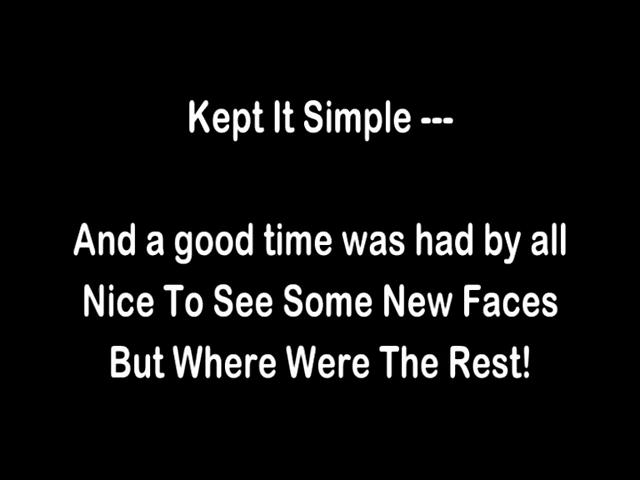 Kept It Simple ---
And a good time was had by all
Nice To See Some New Faces
But Where Were The Rest!